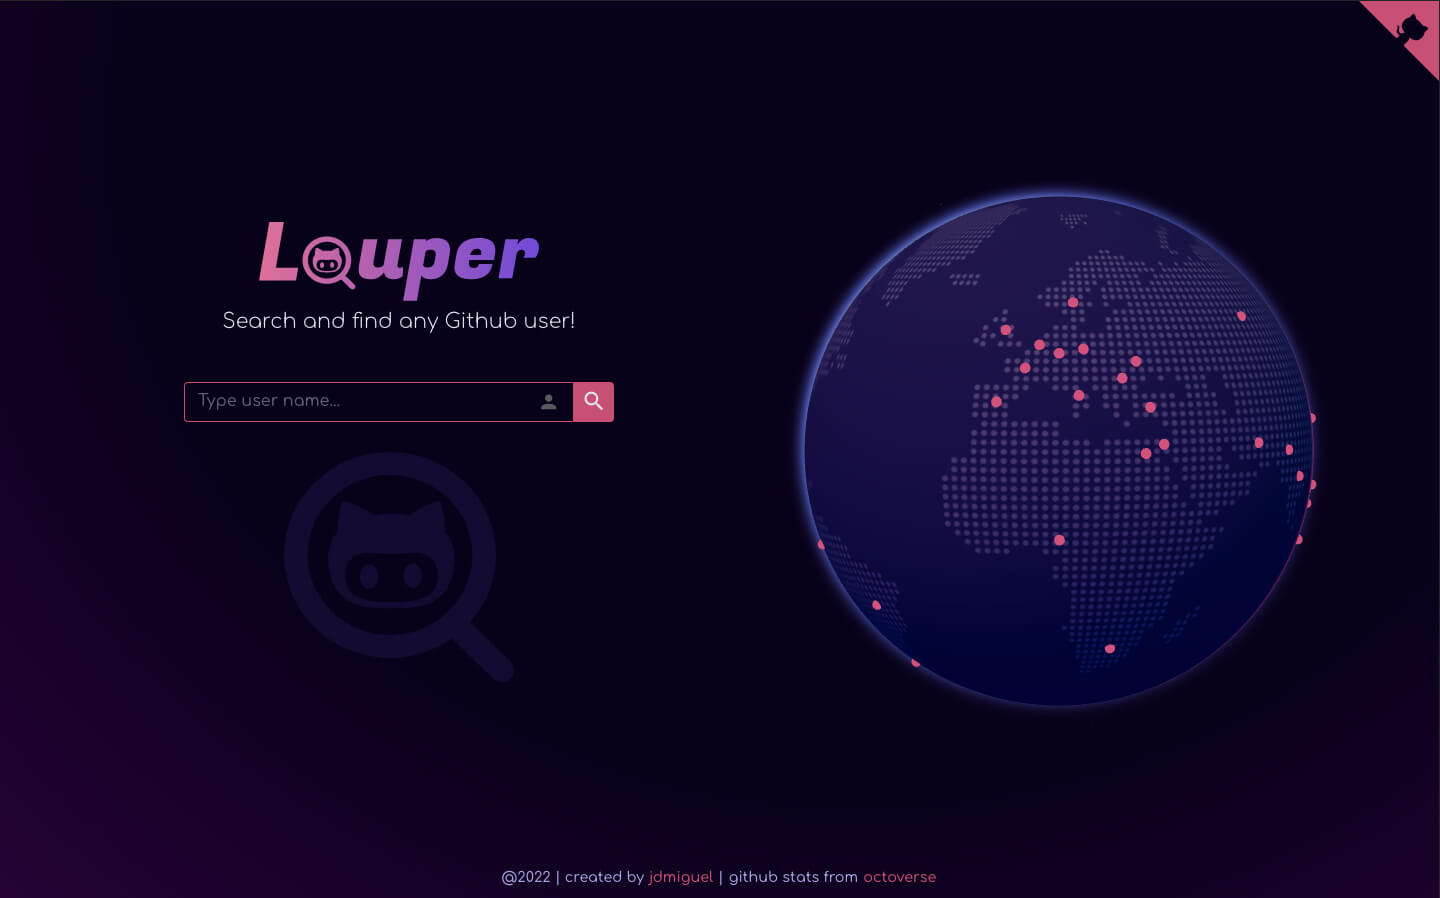 Louper
Search and find any Github user!
Type user name...
@2022 | created by jdmiguel | github stats from octoverse